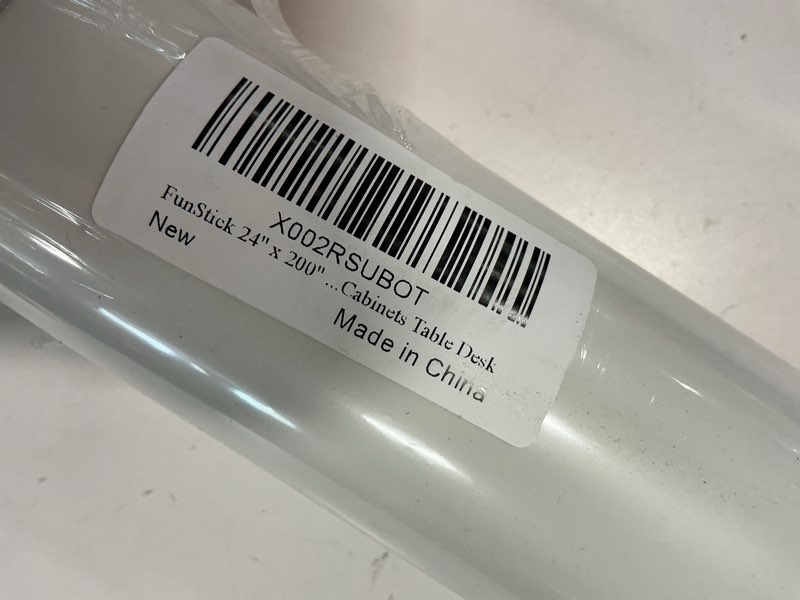 X002RSUBOT
FunStick 24" x 200" ...Cabinets Table Desk
New
Made in China